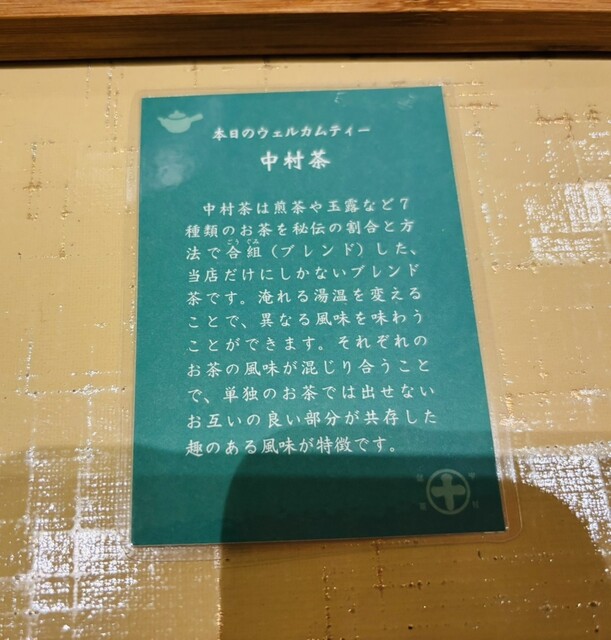 本日のウェルカムティー
中村茶
中村茶は煎茶や玉露など７
種類のお茶を秘伝の割合と方
法で合組（ブレンド）した、
ごうぐみ
当店だけにしかないブレンド
茶です。淹れる湯温を変える
ことで、異なる風味を味わう
ことができます。それぞれの
お茶の風味が混じり合うこと
で、単独のお茶では出せない
お互いの良い部分が共存した
趣のある風味が特徴です。